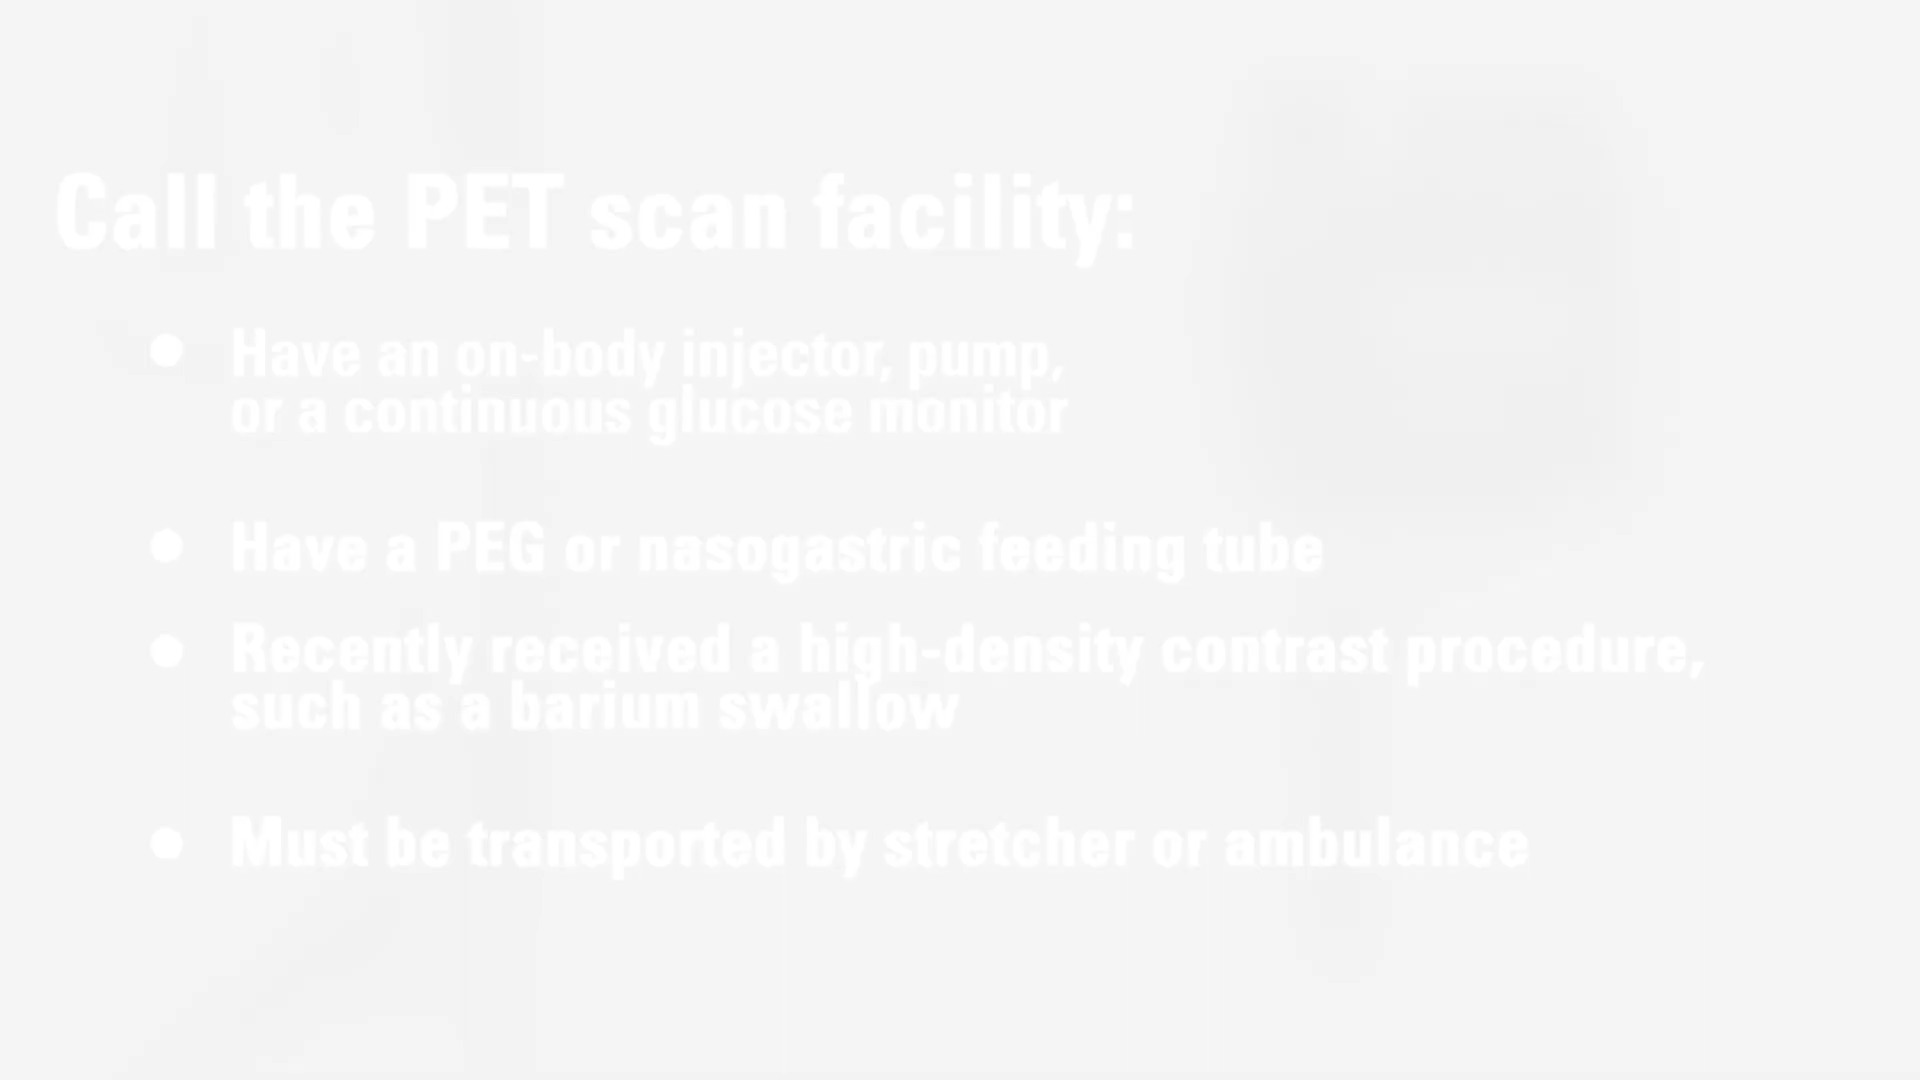 Call the PET scan facility:
● Have an on-body injector, pump,
or a continuous glucose monitor
● Have a PEG or nasogastric feeding tube
● Recently received a high-density contrast procedure,
such as a barium swallow
● Must be transported by stretcher or ambulance